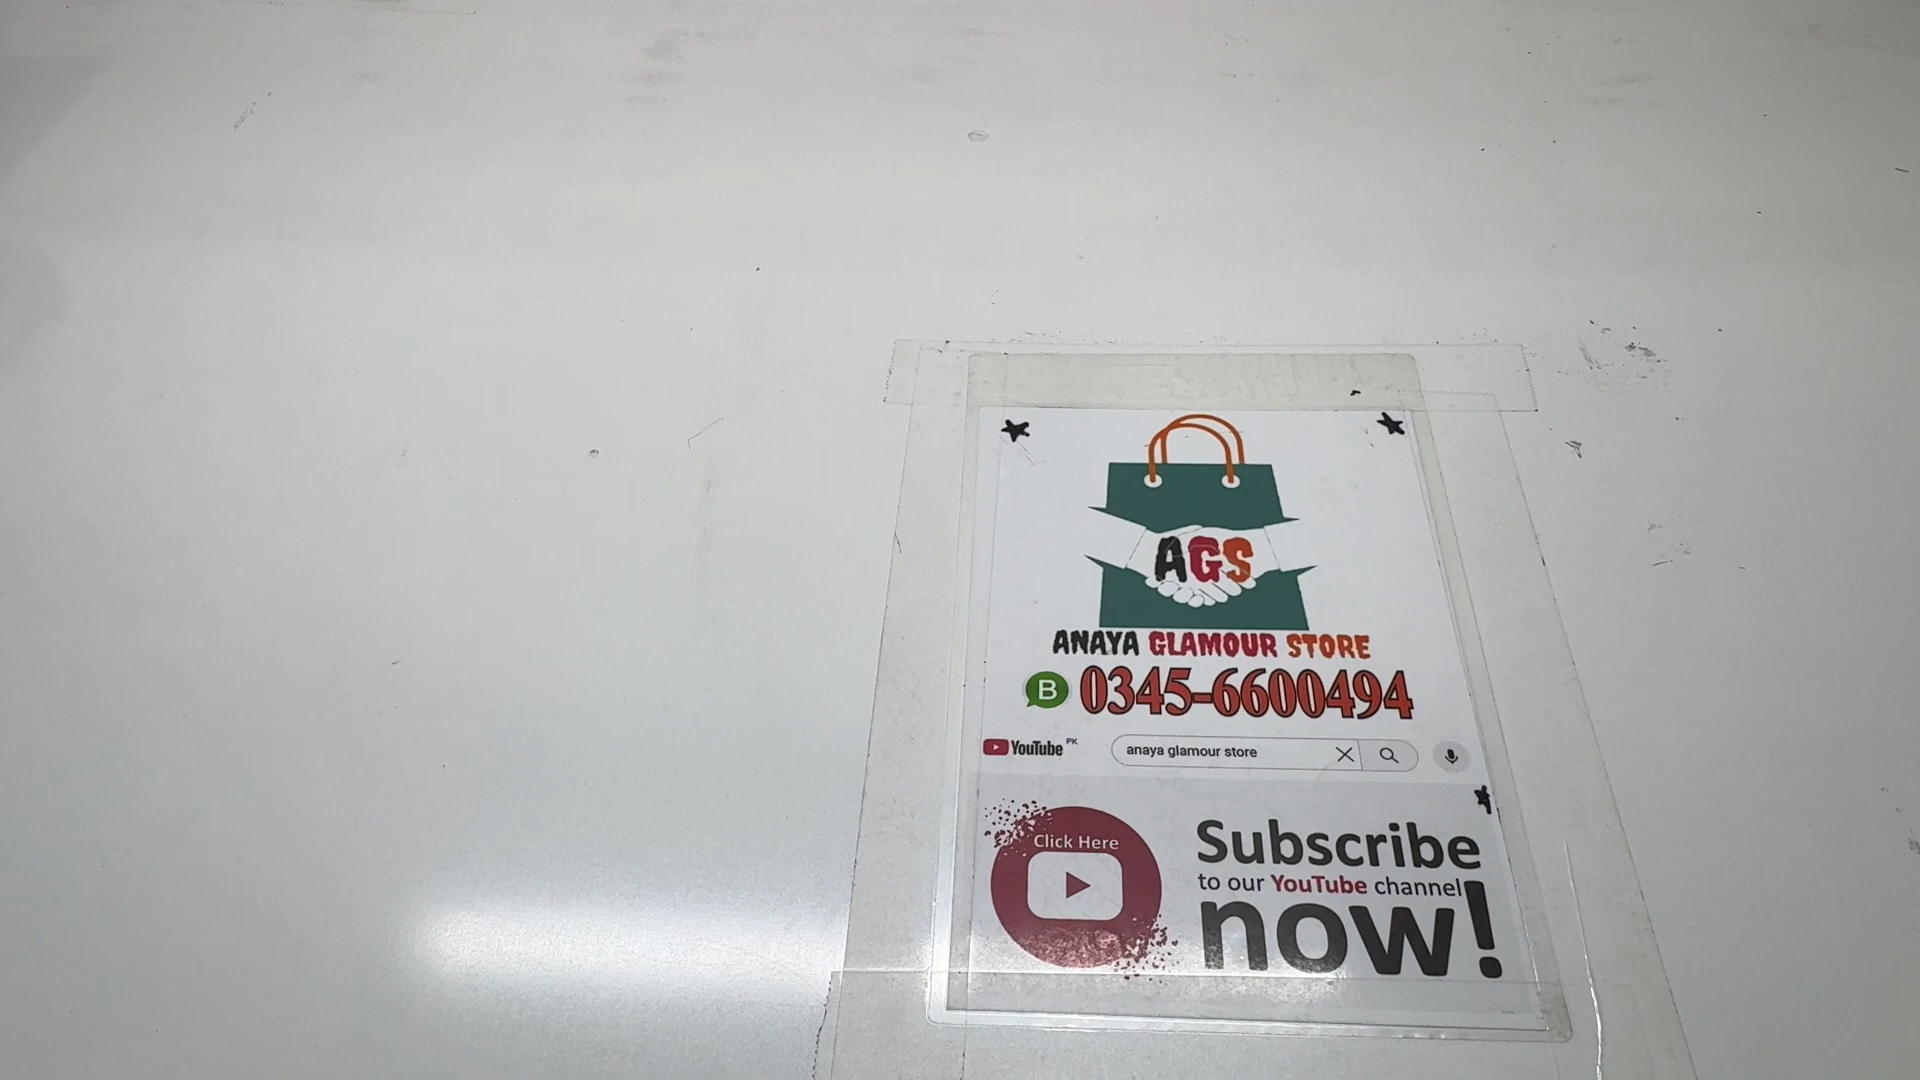 AGS
ANAYA GLAMOUR STORE
B 0345-6600494
YouTube PK
anaya glamour store
Click Here
Subscribe
to our YouTube channel
now!